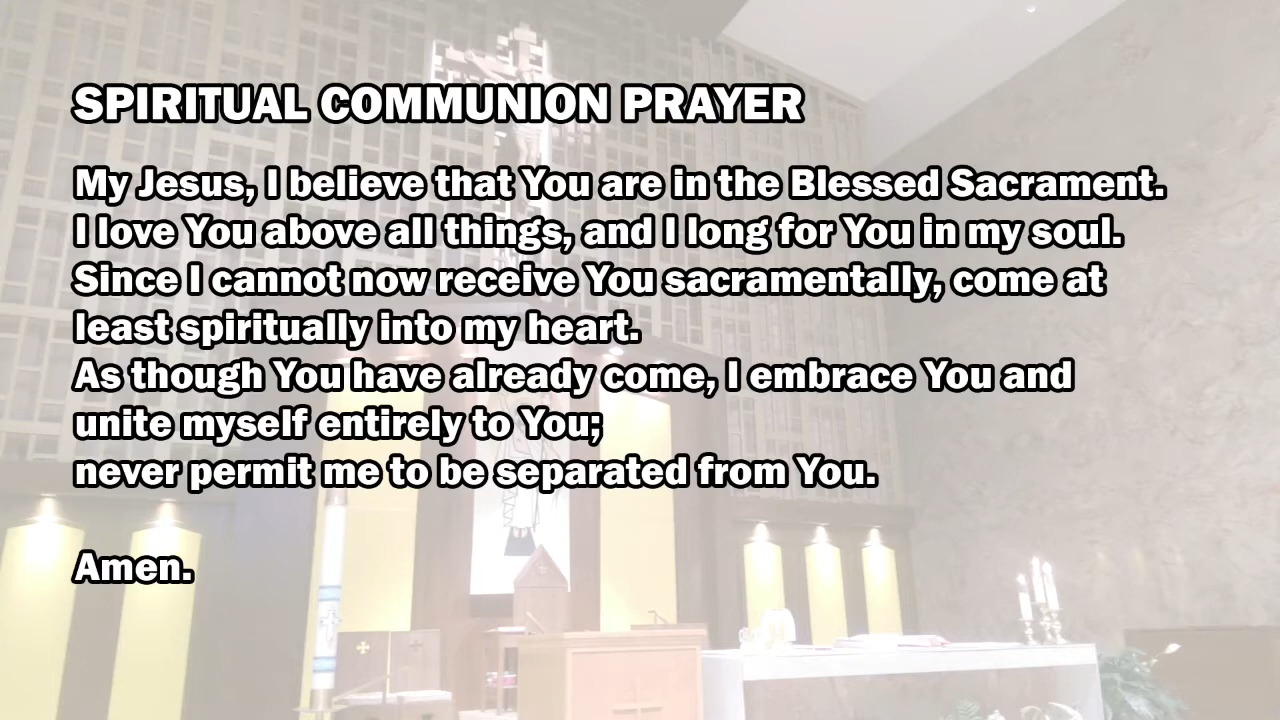 SPIRITUAL COMMUNION PRAYER
My Jesus, I believe that You are in the Blessed Sacrament.
I love You above all things, and I long for You in my soul.
Since I cannot now receive You sacramentally, come at
least spiritually into my heart.
As though You have already come, I embrace You and
unite myself entirely to You;
never permit me to be separated from You.
Amen.